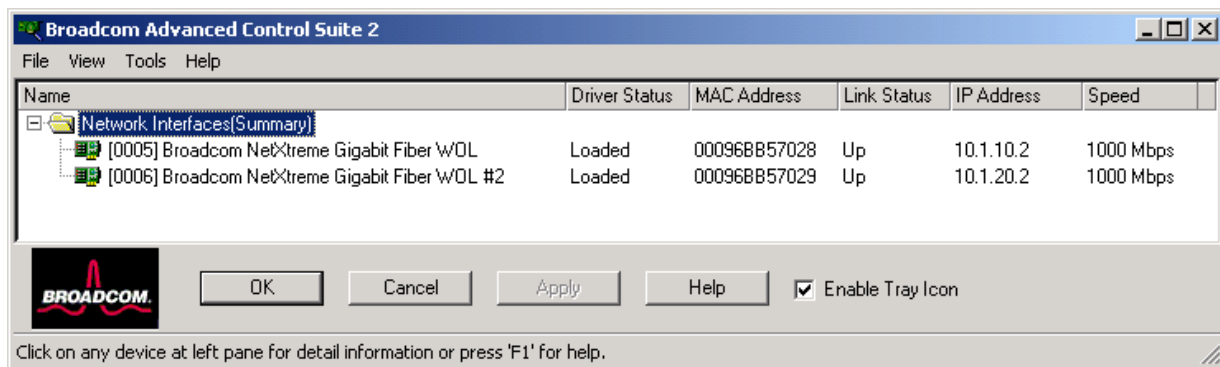 Broadcom Advanced Control Suite 2
File View Tools Help
Name Driver Status MAC Address Link Status IP Address Speed
Network Interfaces(Summary)
[0005] Broadcom NetXtreme Gigabit Fiber WOL Loaded 00096BB57028 Up 10.1.10.2 1000 Mbps
[0006] Broadcom NetXtreme Gigabit Fiber WOL #2 Loaded 00096BB57029 Up 10.1.20.2 1000 Mbps
BROADCOM. OK Cancel Apply Help Enable Tray Icon
Click on any device at left pane for detail information or press 'F1' for help.